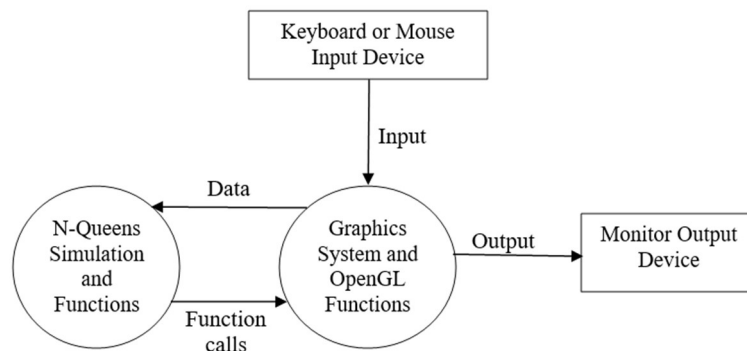 Keyboard or Mouse
Input Device
Input
Data
N-Queens
Simulation
and
Functions
Graphics
System and
OpenGL
Functions
Output
Monitor Output
Device
Function
calls